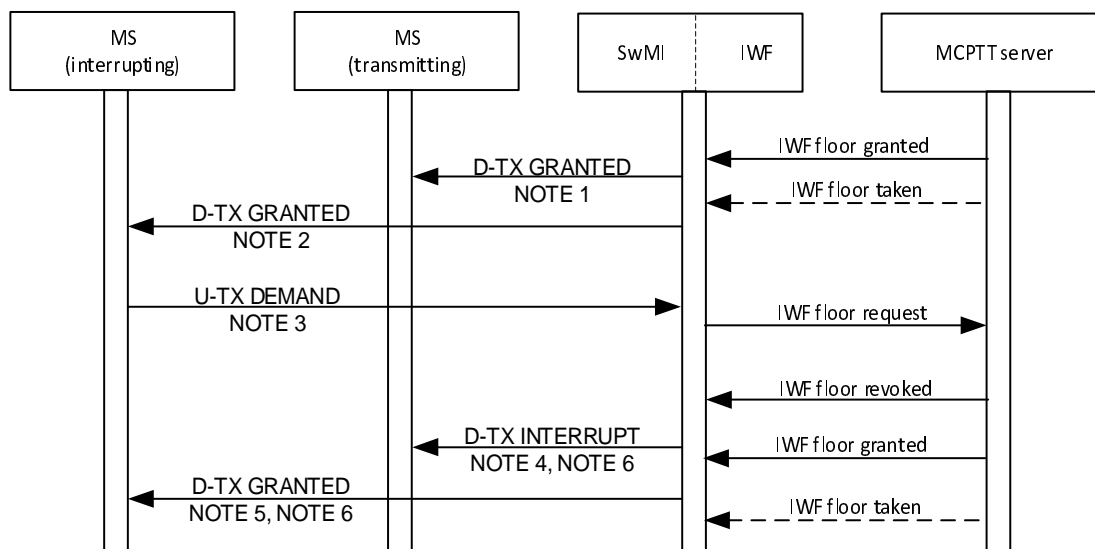 MS
(interrupting)
MS
(transmitting)
SwMI
IWF
MCPTT server
IWF floor granted
D-TX GRANTED
NOTE 1
IWF floor taken
D-TX GRANTED
NOTE 2
U-TX DEMAND
NOTE 3
IWF floor request
IWF floor revoked
D-TX INTERRUPT
NOTE 4, NOTE 6
IWF floor granted
D-TX GRANTED
NOTE 5, NOTE 6
IWF floor taken